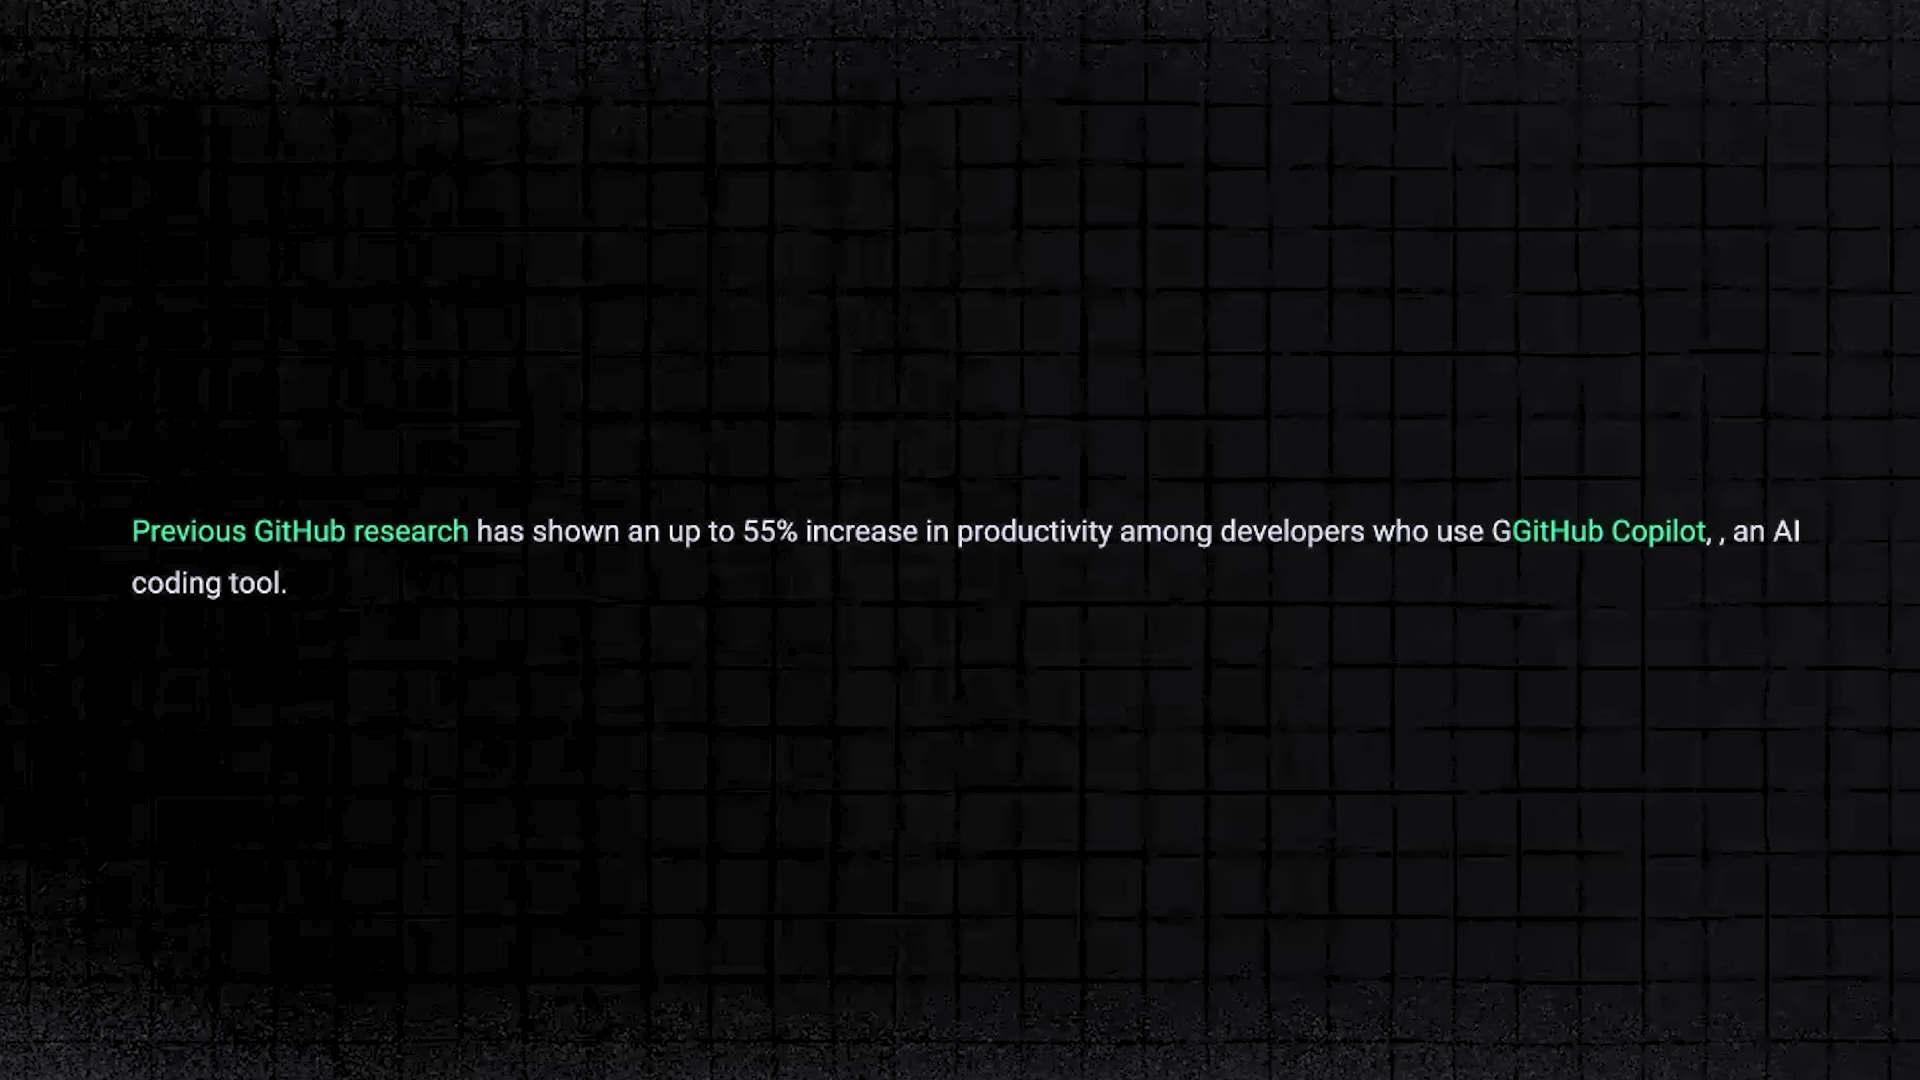 Previous GitHub research has shown an up to 55% increase in productivity among developers who use GGitHub Copilot, , an AI
coding tool.